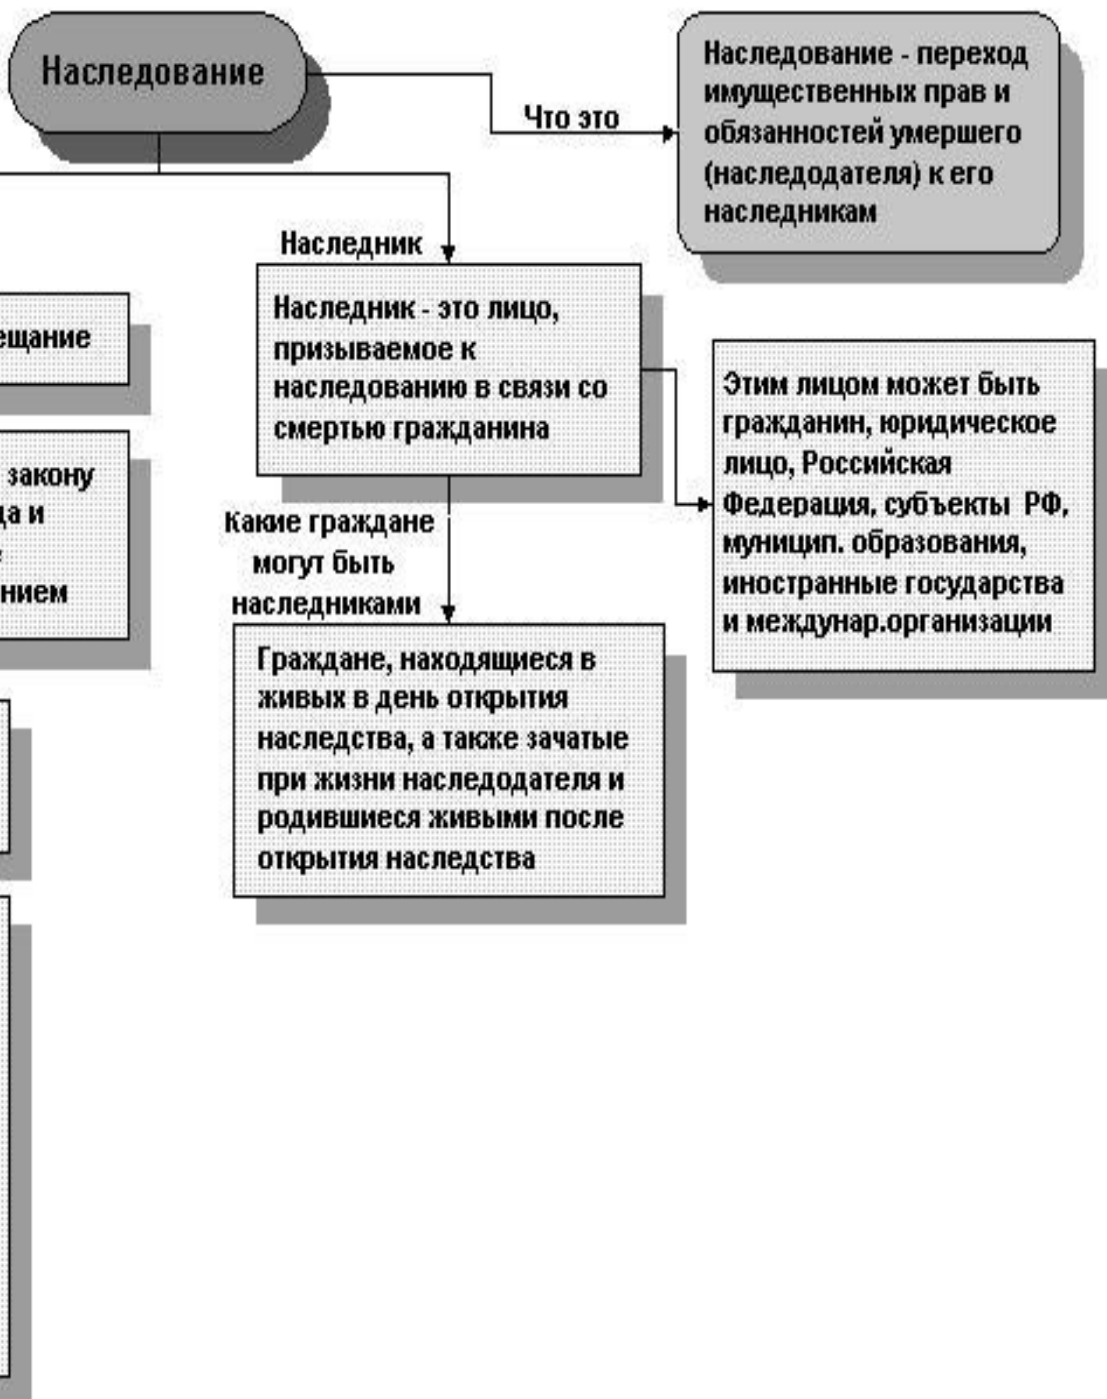 Наследование
Что это
Наследование - переход
имущественных прав и
обязанностей умершего
(наследодателя) к его
наследникам
Наследник
Наследник - это лицо,
призываемое к
наследованию в связи со
смертью гражданина
Этим лицом может быть
гражданин, юридическое
лицо, Российская
Федерация, субъекты РФ,
муницип. образования,
иностранные государства
и междунар.организации
Какие граждане
могут быть
наследниками
Граждане, находящиеся в
живых в день открытия
наследства, а также зачатые
при жизни наследодателя и
родившиеся живыми после
открытия наследства
ещание
закону
да и
нием